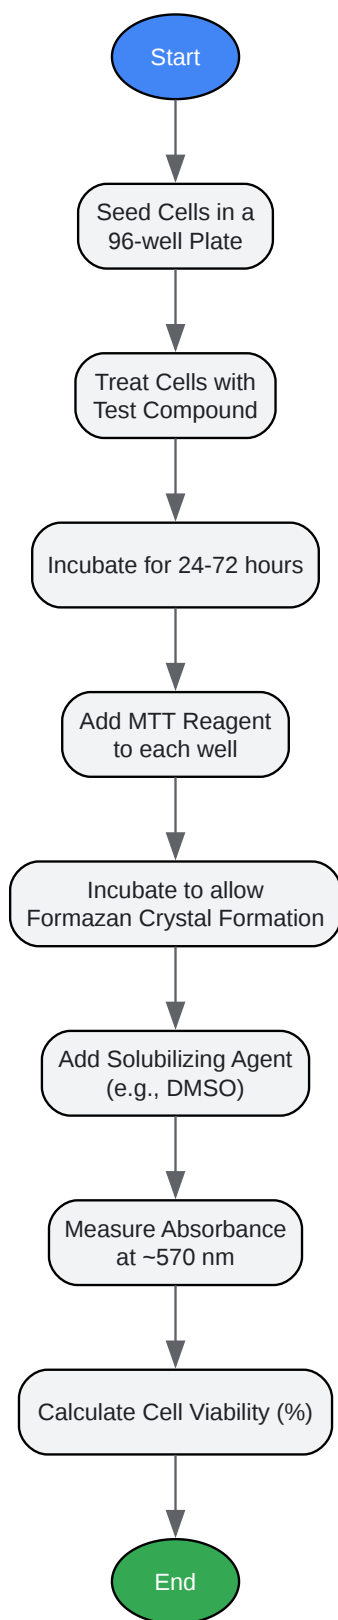 Start
Seed Cells in a
96-well Plate
Treat Cells with
Test Compound
Incubate for 24-72 hours
Add MTT Reagent
to each well
Incubate to allow
Formazan Crystal Formation
Add Solubilizing Agent
(e.g., DMSO)
Measure Absorbance
at ~570 nm
Calculate Cell Viability (%)
End